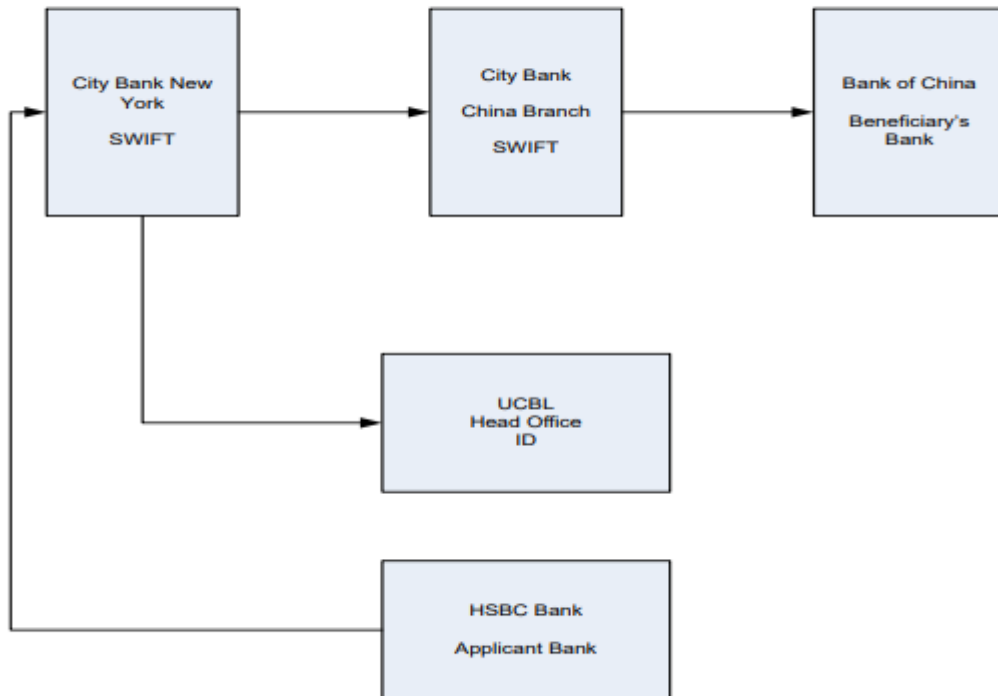 City Bank New
York
SWIFT
City Bank
China Branch
SWIFT
Bank of China
Beneficiary's
Bank
UCBL
Head Office
ID
HSBC Bank
Applicant Bank